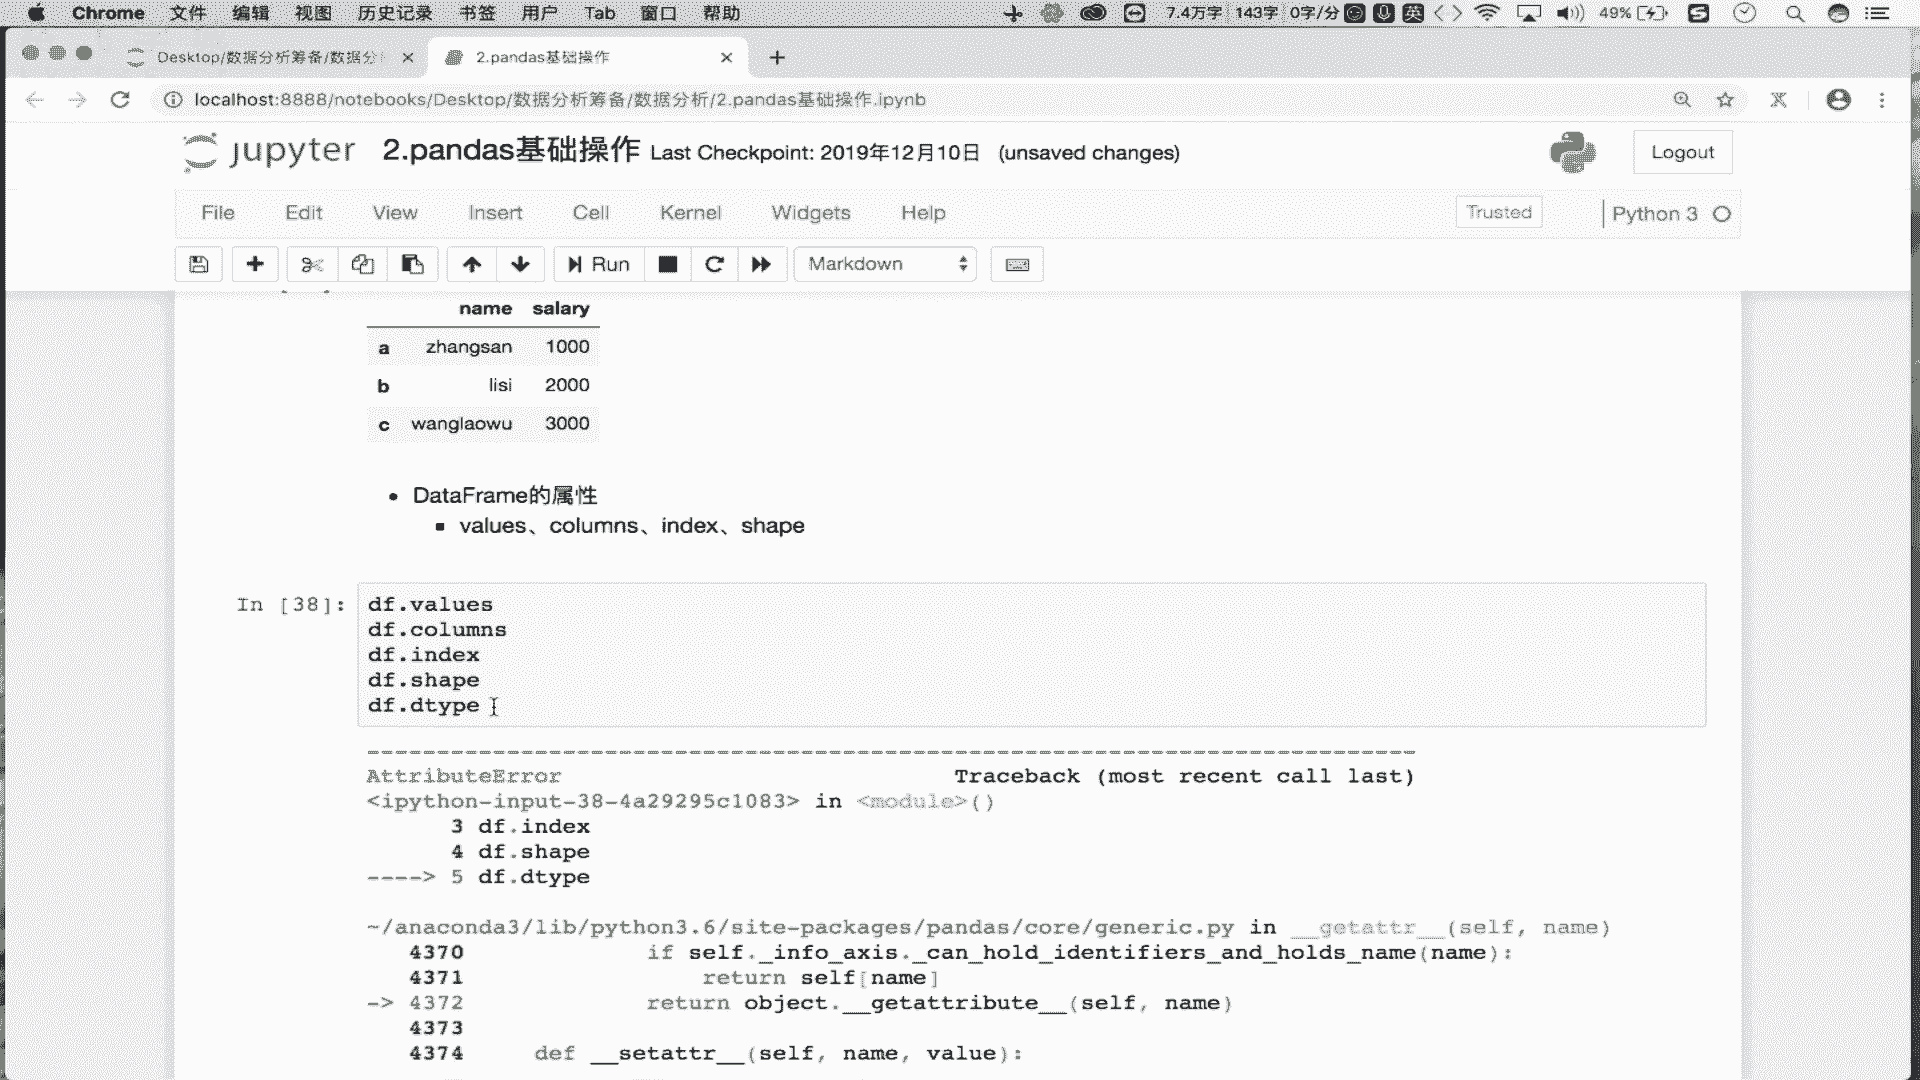 Chrome 文件 编辑 视图 历史记录 书签 用户 Tab 窗口 帮助 7.4万字 143字 0字/分 英 49%
Desktop/数据分析筹备/数据分 2.pandas基础操作
localhost:8888/notebooks/Desktop/数据分析筹备/数据分析/2.pandas基础操作.ipynb
jupyter 2.pandas基础操作 Last Checkpoint: 2019年12月10日 (unsaved changes) Logout
File Edit View Insert Cell Kernel Widgets Help Trusted Python 3
Run Markdown
name salary
a zhangsan 1000
b lisi 2000
c wanglaowu 3000
DataFrame的属性
values、columns、index、shape
In [38]: df.values
df.columns
df.index
df.shape
df.dtype
---------------------------------------------------------------------------
AttributeError Traceback (most recent call last)
<ipython-input-38-4a29295c1083> in <module>()
3 df.index
4 df.shape
----> 5 df.dtype
~/anaconda3/lib/python3.6/site-packages/pandas/core/generic.py in __getattr__(self, name)
4370 if self._info_axis._can_hold_identifiers_and_holds_name(name):
4371 return self[name]
-> 4372 return object.__getattribute__(self, name)
4373
4374 def __setattr__(self, name, value):